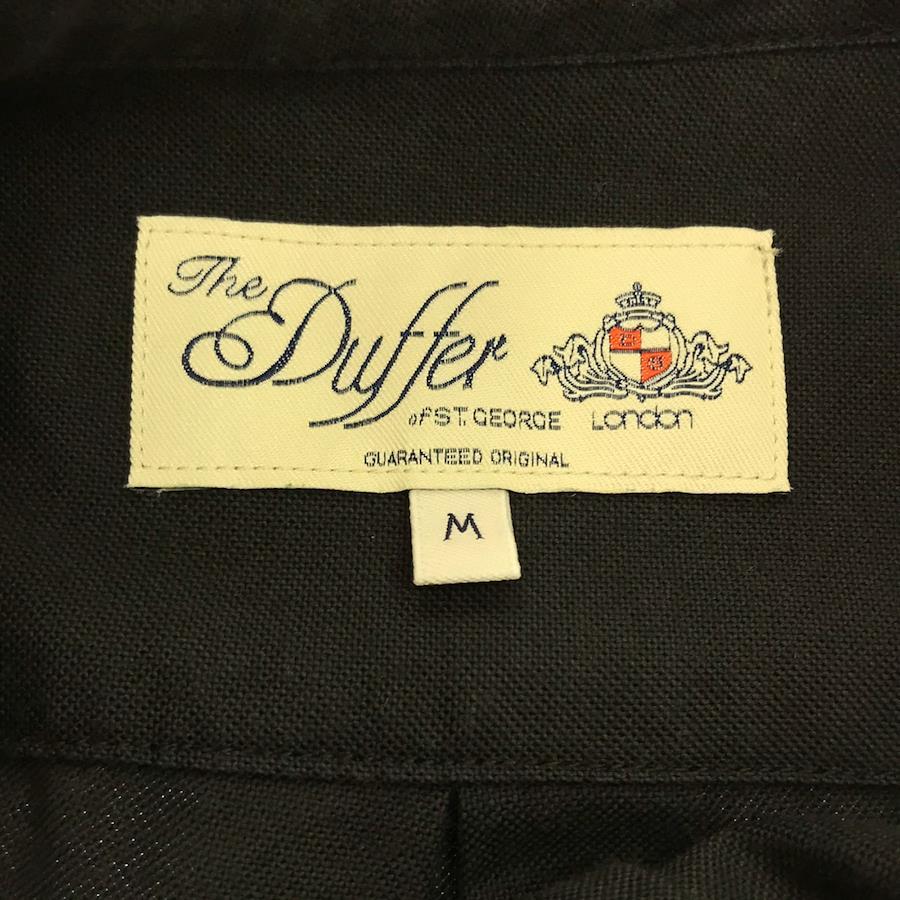 The
Duffer
of ST. GEORGE London
GUARANTEED ORIGINAL
M